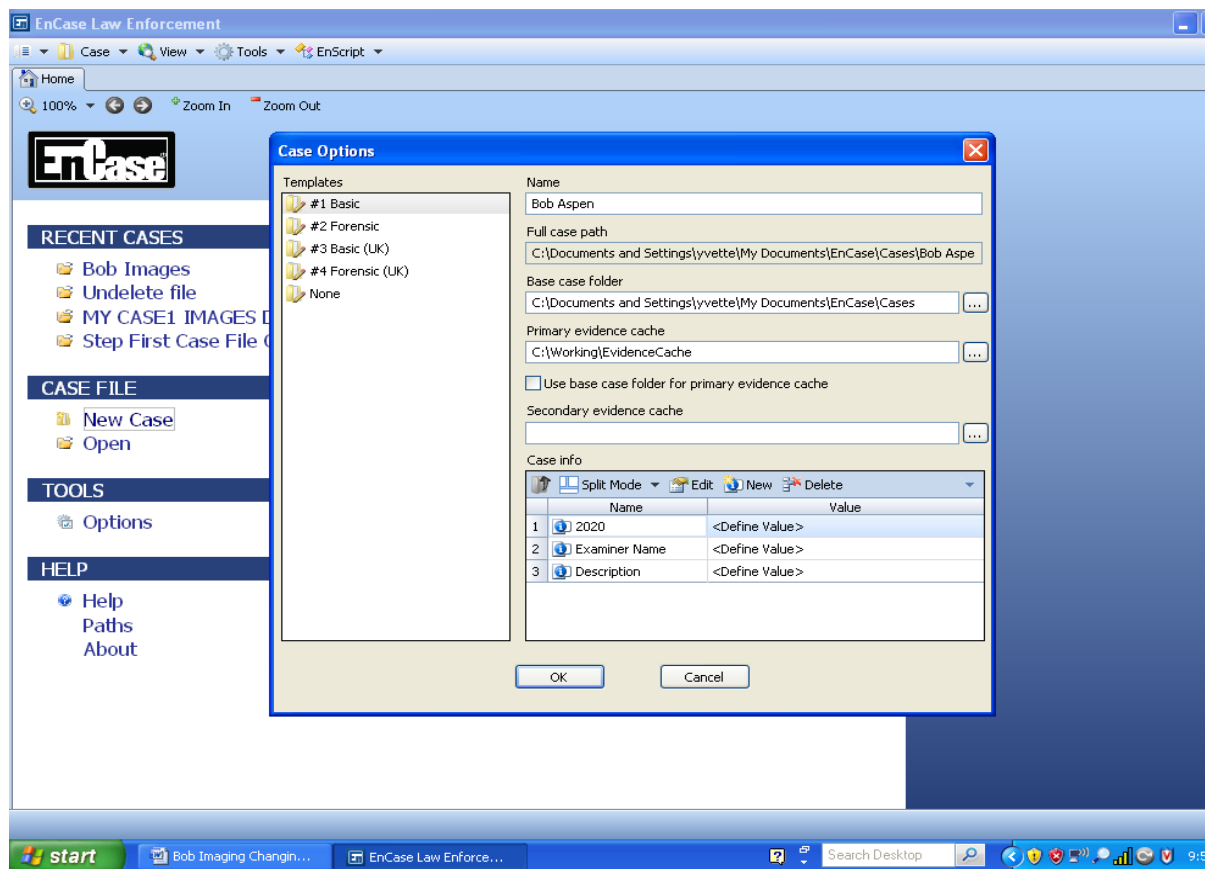 EnCase Law Enforcement
Case View Tools EnScript
Home
100% Zoom In Zoom Out
EnCase
RECENT CASES
Bob Images
Undelete file
MY CASE1 IMAGES
Step First Case File
CASE FILE
New Case
Open
TOOLS
Options
HELP
Help
Paths
About
Case Options
Templates
#1 Basic
#2 Forensic
#3 Basic (UK)
#4 Forensic (UK)
None
Name
Bob Aspen
Full case path
C:\Documents and Settings\yvette\My Documents\EnCase\Cases\Bob Aspe
Base case folder
C:\Documents and Settings\yvette\My Documents\EnCase\Cases
...
Primary evidence cache
C:\Working\EvidenceCache
...
Use base case folder for primary evidence cache
Secondary evidence cache
...
Case info
Split Mode Edit New Delete
Name Value
1 2020 <Define Value>
2 Examiner Name <Define Value>
3 Description <Define Value>
OK Cancel
start Bob Imaging Changin... EnCase Law Enforce... Search Desktop